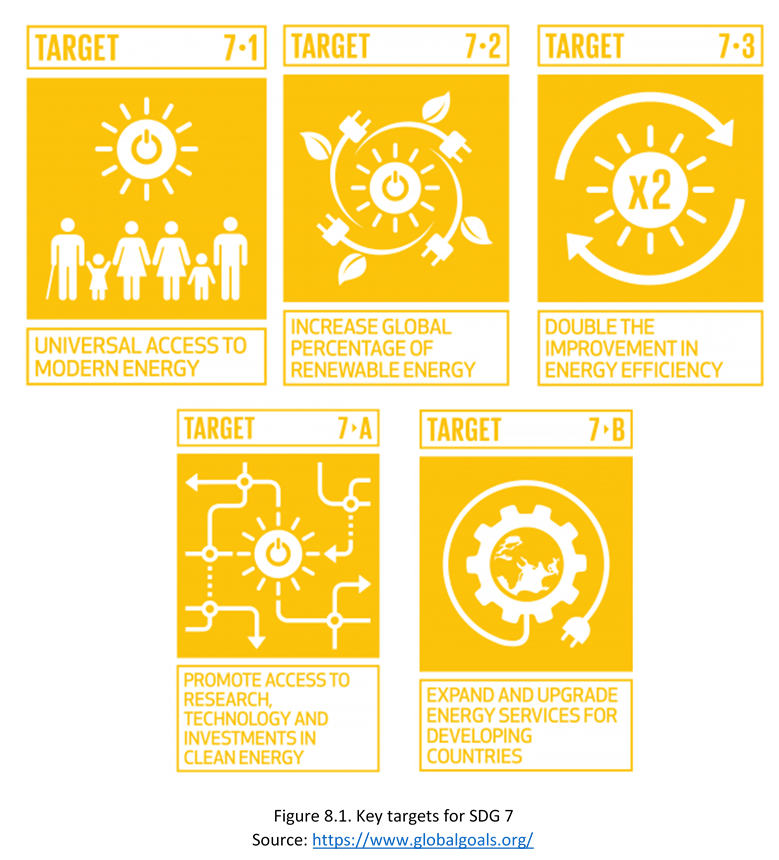 TARGET 7·1
UNIVERSAL ACCESS TO
MODERN ENERGY
TARGET 7·2
INCREASE GLOBAL
PERCENTAGE OF
RENEWABLE ENERGY
TARGET 7·3
x2
DOUBLE THE
IMPROVEMENT IN
ENERGY EFFICIENCY
TARGET 7‣A
PROMOTE ACCESS TO
RESEARCH,
TECHNOLOGY AND
INVESTMENTS IN
CLEAN ENERGY
TARGET 7‣B
EXPAND AND UPGRADE
ENERGY SERVICES FOR
DEVELOPING
COUNTRIES
Figure 8.1. Key targets for SDG 7
Source: https://www.globalgoals.org/